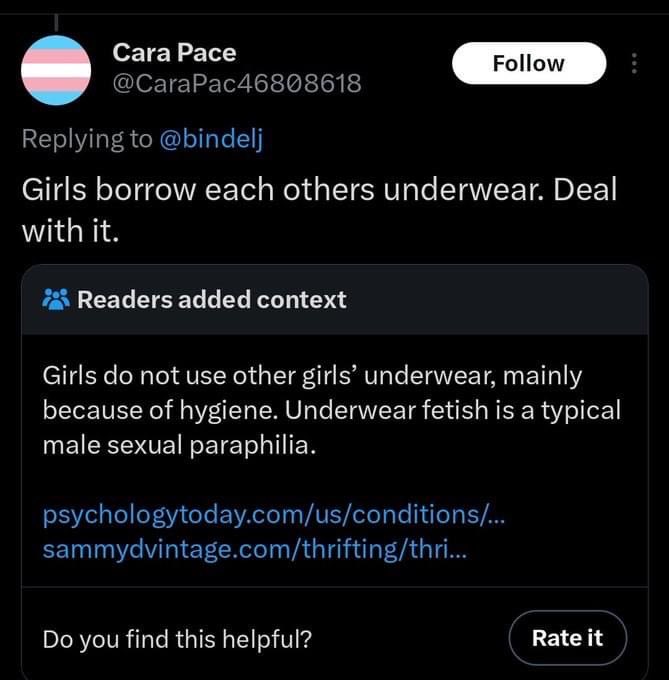 Cara Pace
Follow
@CaraPac46808618
Replying to @bindelj
Girls borrow each others underwear. Deal
with it.
Readers added context
Girls do not use other girls’ underwear, mainly
because of hygiene. Underwear fetish is a typical
male sexual paraphilia.
psychologytoday.com/us/conditions/...
sammydvintage.com/thrifting/thri...
Do you find this helpful?
Rate it